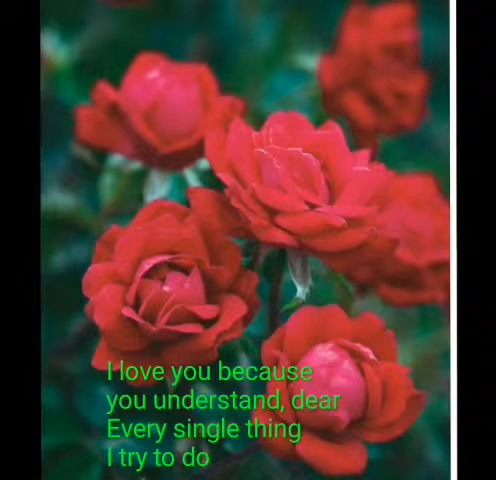 I love you because
you understand, dear
Every single thing
I try to do